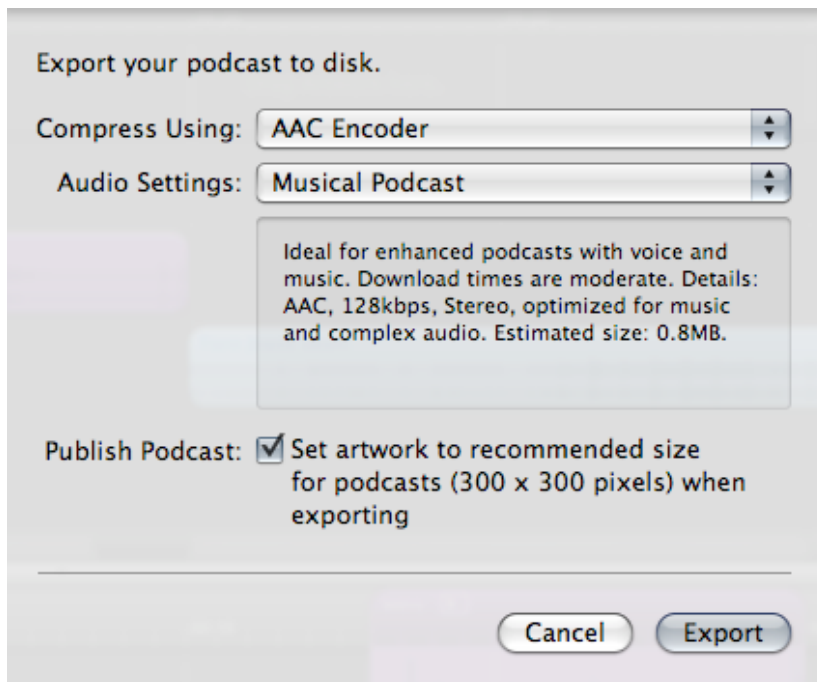 Export your podcast to disk.
Compress Using: AAC Encoder
Audio Settings: Musical Podcast
Ideal for enhanced podcasts with voice and
music. Download times are moderate. Details:
AAC, 128kbps, Stereo, optimized for music
and complex audio. Estimated size: 0.8MB.
Publish Podcast: Set artwork to recommended size
for podcasts (300 x 300 pixels) when
exporting
Cancel Export